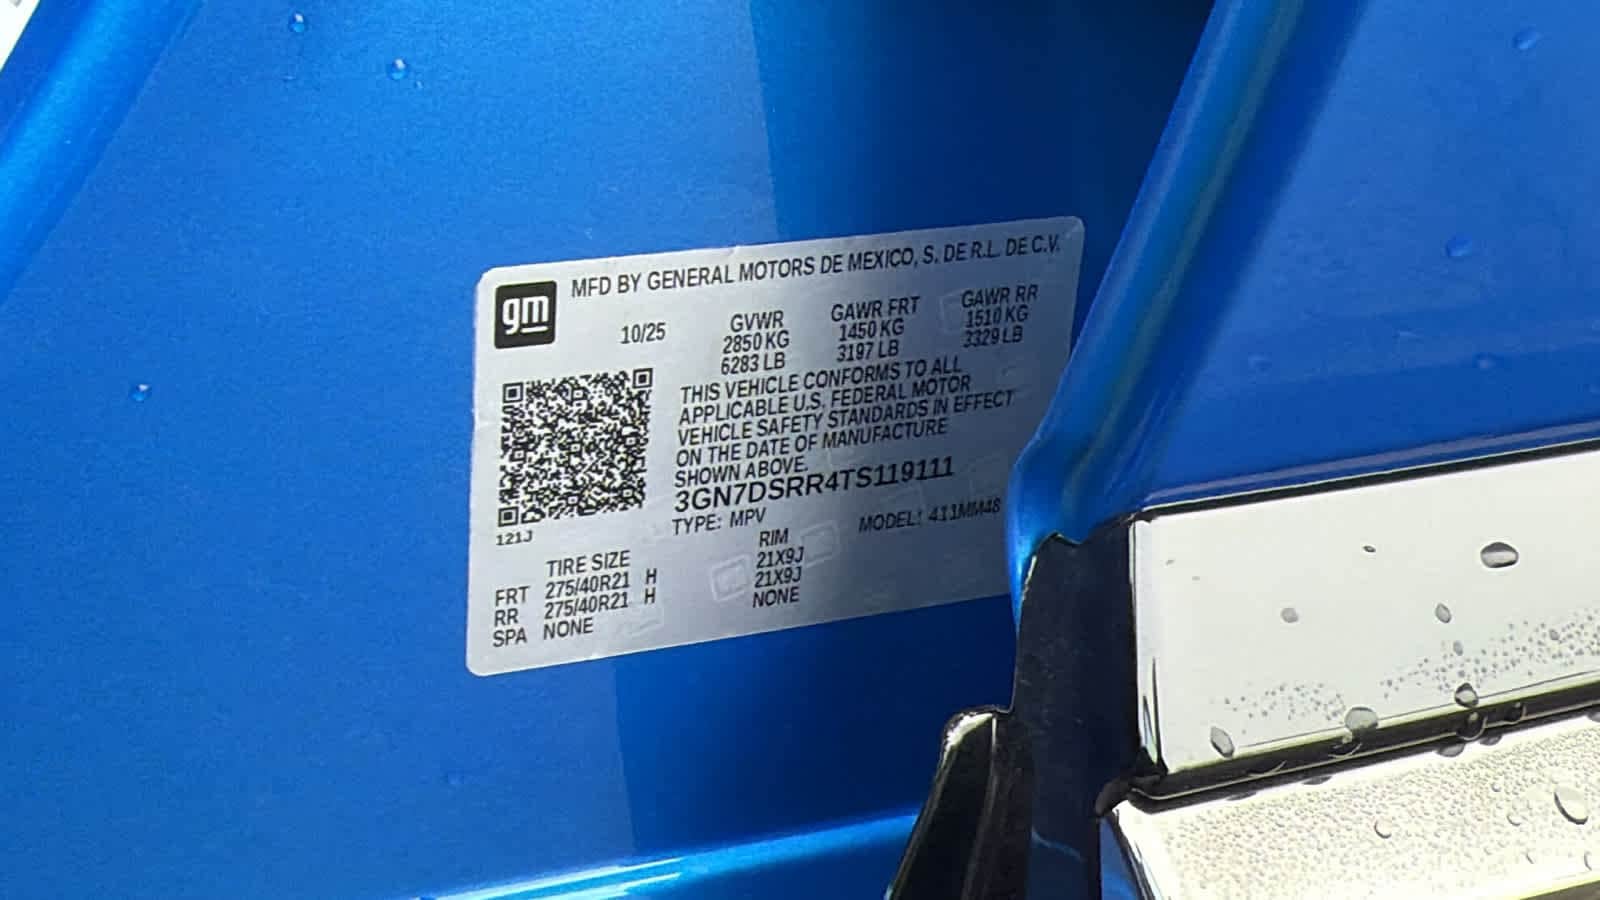 gm
MFD BY GENERAL MOTORS DE MEXICO, S. DE R.L. DE C.V.
10/25 GVWR GAWR FRT GAWR RR
2850 KG 1450 KG 1510 KG
6283 LB 3197 LB 3329 LB
THIS VEHICLE CONFORMS TO ALL
APPLICABLE U.S. FEDERAL MOTOR
VEHICLE SAFETY STANDARDS IN EFFECT
ON THE DATE OF MANUFACTURE
SHOWN ABOVE.
3GN7DSRR4TS119111
TYPE: MPV MODEL: 411MM48
121J
TIRE SIZE RIM
FRT 275/40R21 H 21X9J
RR 275/40R21 H 21X9J
SPA NONE NONE